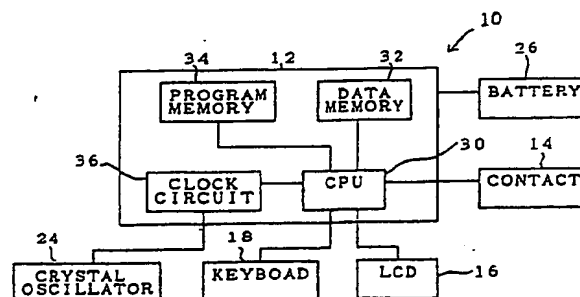 10
34
12
32
26
PROGRAM
MEMORY
DATA
MEMORY
BATTERY
36
30
14
CLOCK
CIRCUIT
CPU
CONTACT
24
18
CRYSTAL
OSCILLATOR
KEYBOAD
LCD
16